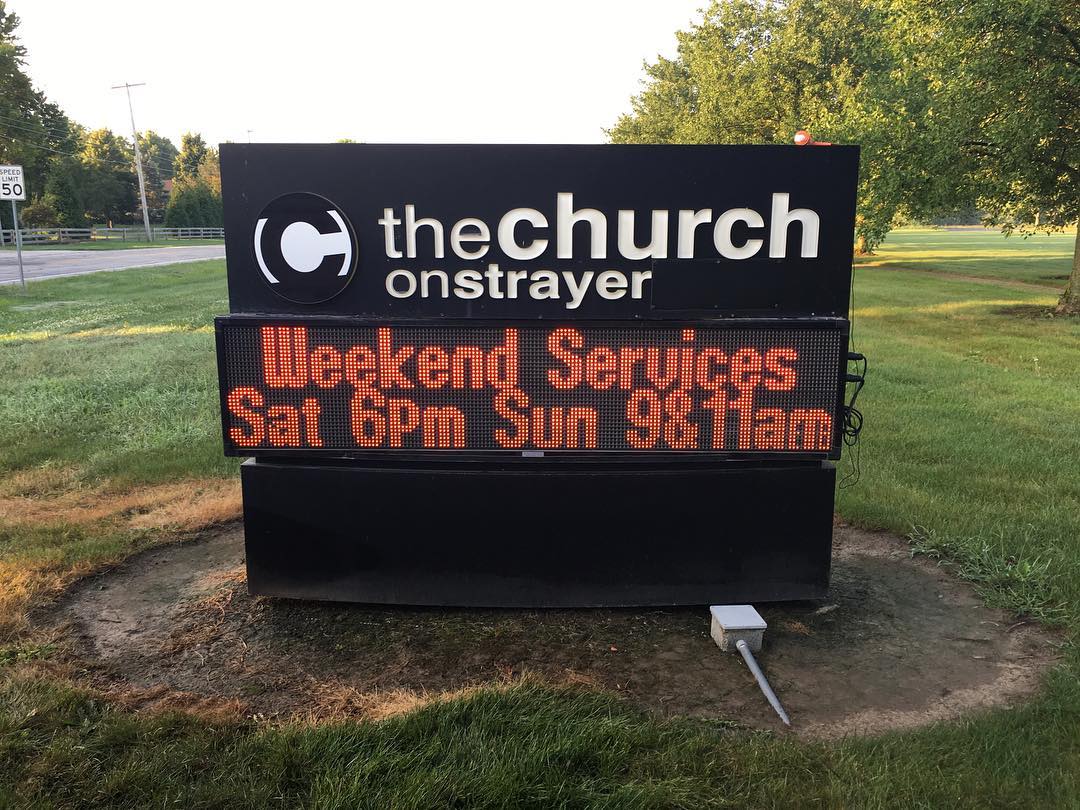 SPEED
LIMIT
50
thechurch
onstrayer
Weekend Services
Sat 6Pm Sun 9&11am